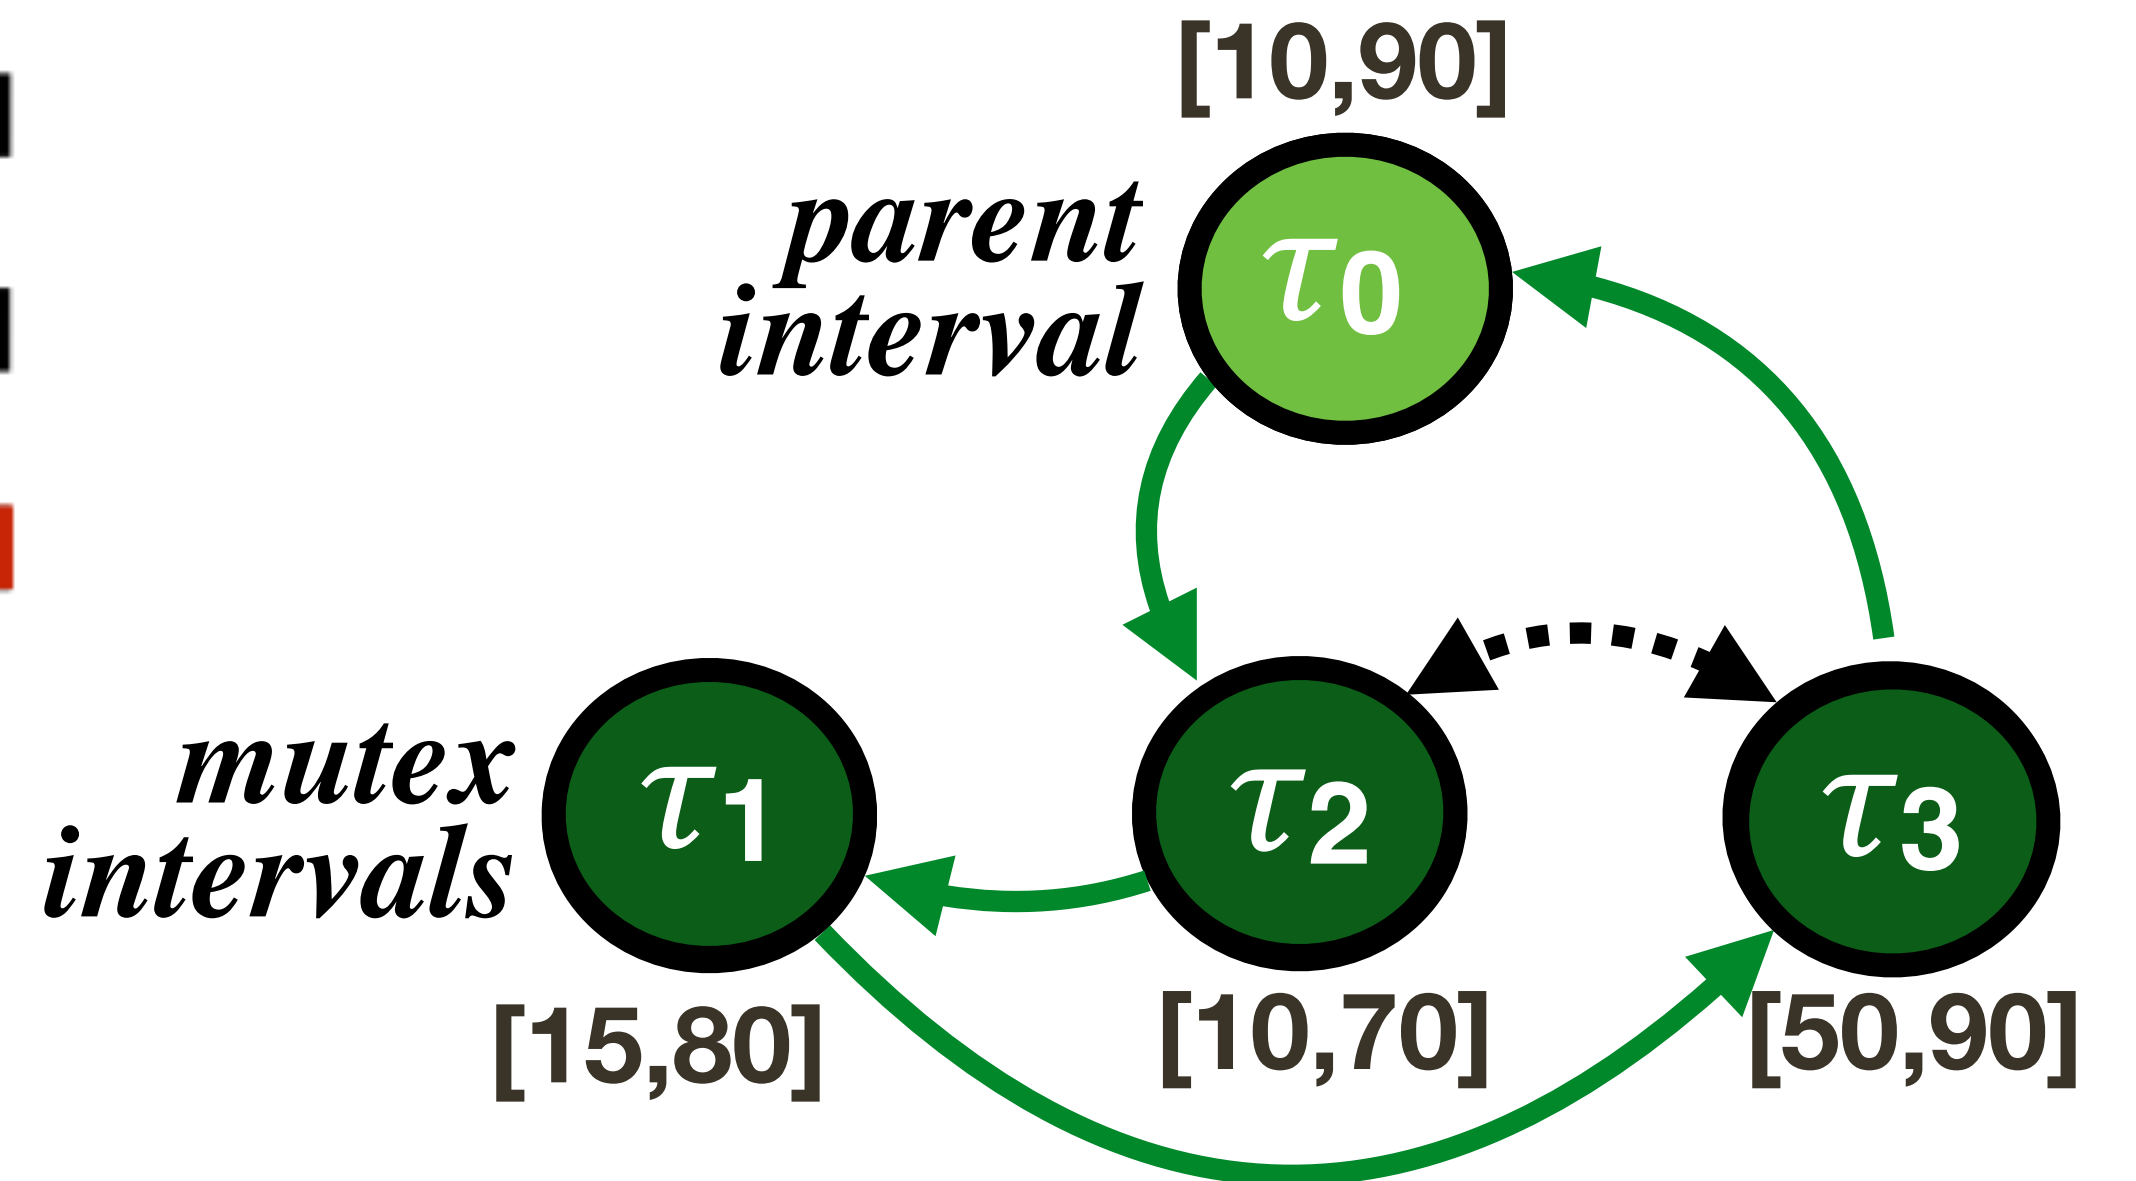 [10,90]
parent
interval
τ0
mutex
intervals
τ1
τ2
τ3
[15,80]
[10,70]
[50,90]